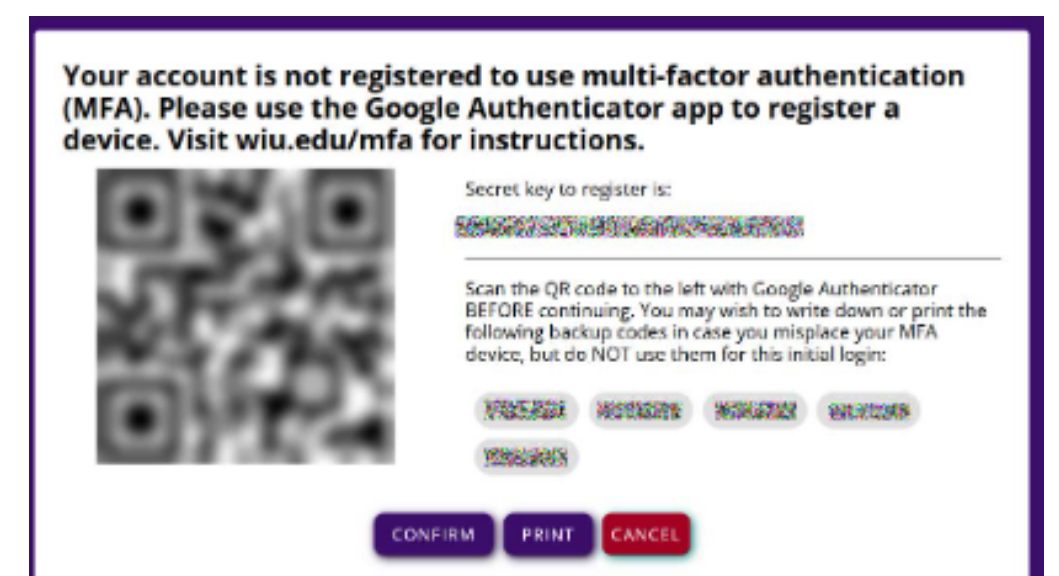 Your account is not registered to use multi-factor authentication
(MFA). Please use the Google Authenticator app to register a
device. Visit wiu.edu/mfa for instructions.
Secret key to register is:
Scan the QR code to the left with Google Authenticator
BEFORE continuing. You may wish to write down or print the
following backup codes in case you misplace your MFA
device, but do NOT use them for this initial login:
CONFIRM PRINT CANCEL